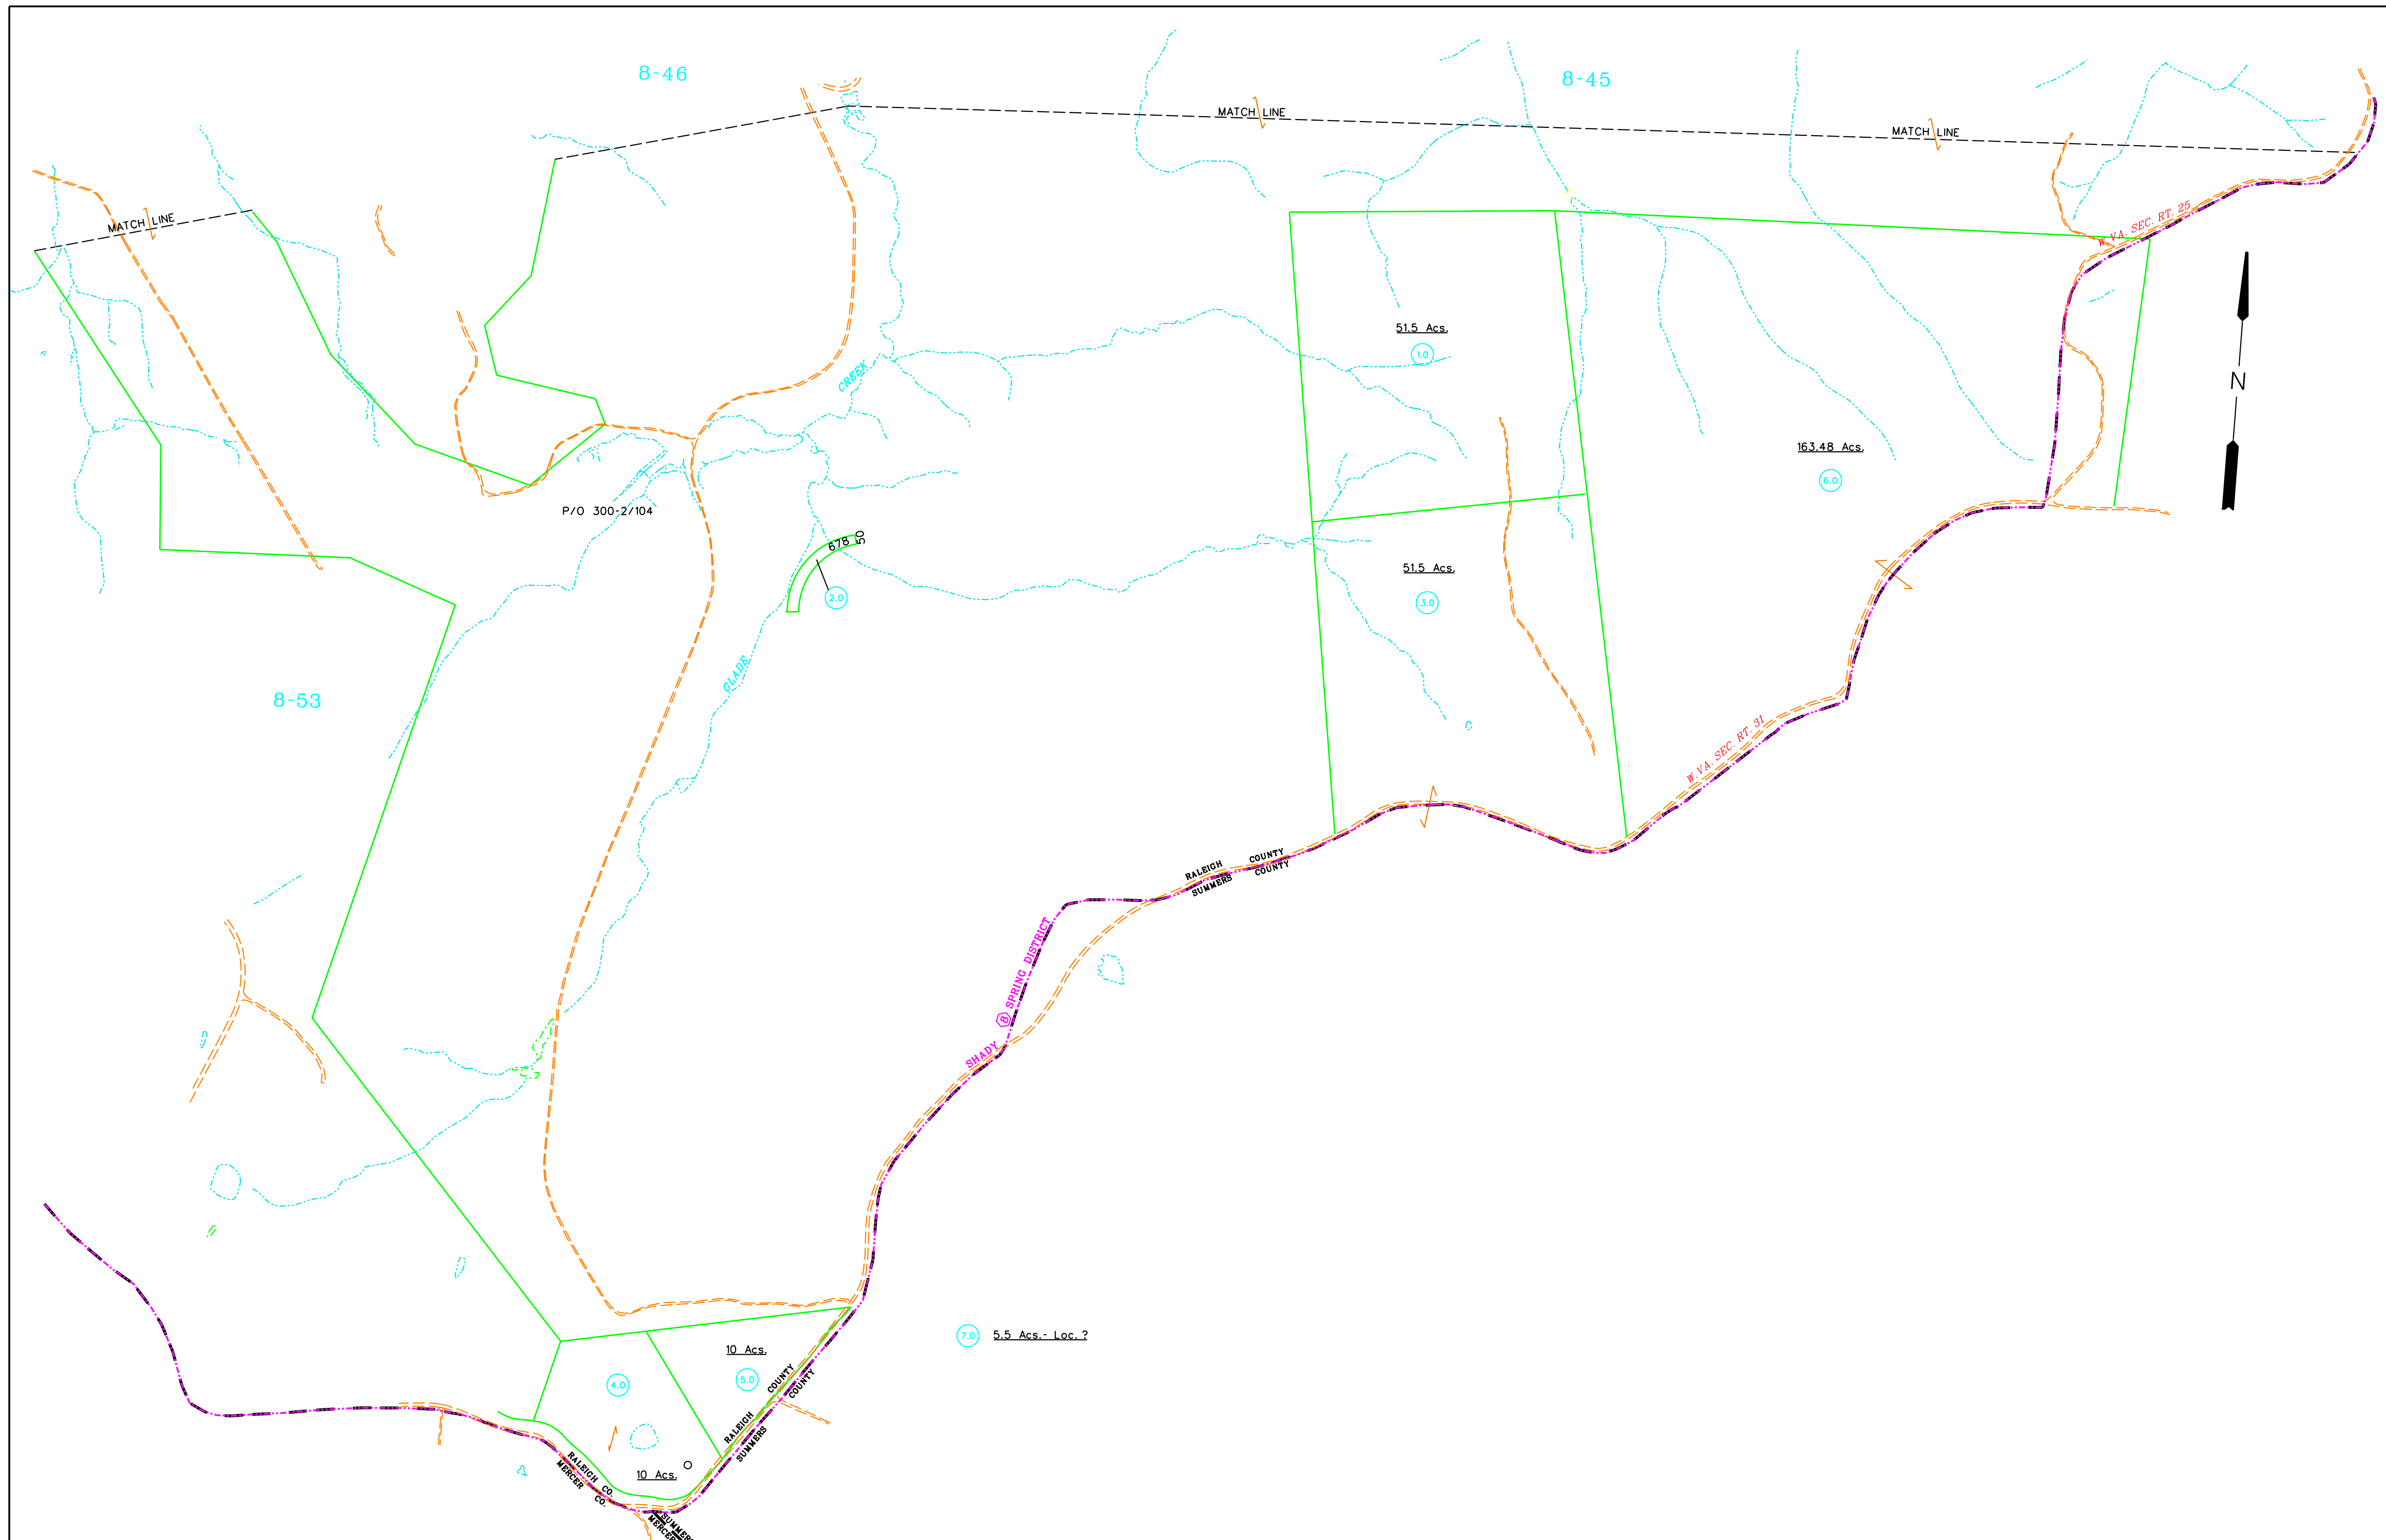 8-46
8-45
MATCH LINE
MATCH LINE
MATCH LINE
W. VA. SEC. RT. 25
51.5 Acs.
1.0
CREEK
N
163.48 Acs.
6.0
P/O 300-2/104
678
50
2.0
51.5 Acs.
3.0
GLADE
8-53
W. VA. SEC. RT. 31
RALEIGH COUNTY
SUMMERS COUNTY
SHADY 8 SPRING DISTRICT
7.0 5.5 Acs.- Loc. ?
10 Acs.
5.0
4.0
RALEIGH COUNTY
SUMMERS COUNTY
10 Acs.
RALEIGH CO.
MERCER CO.